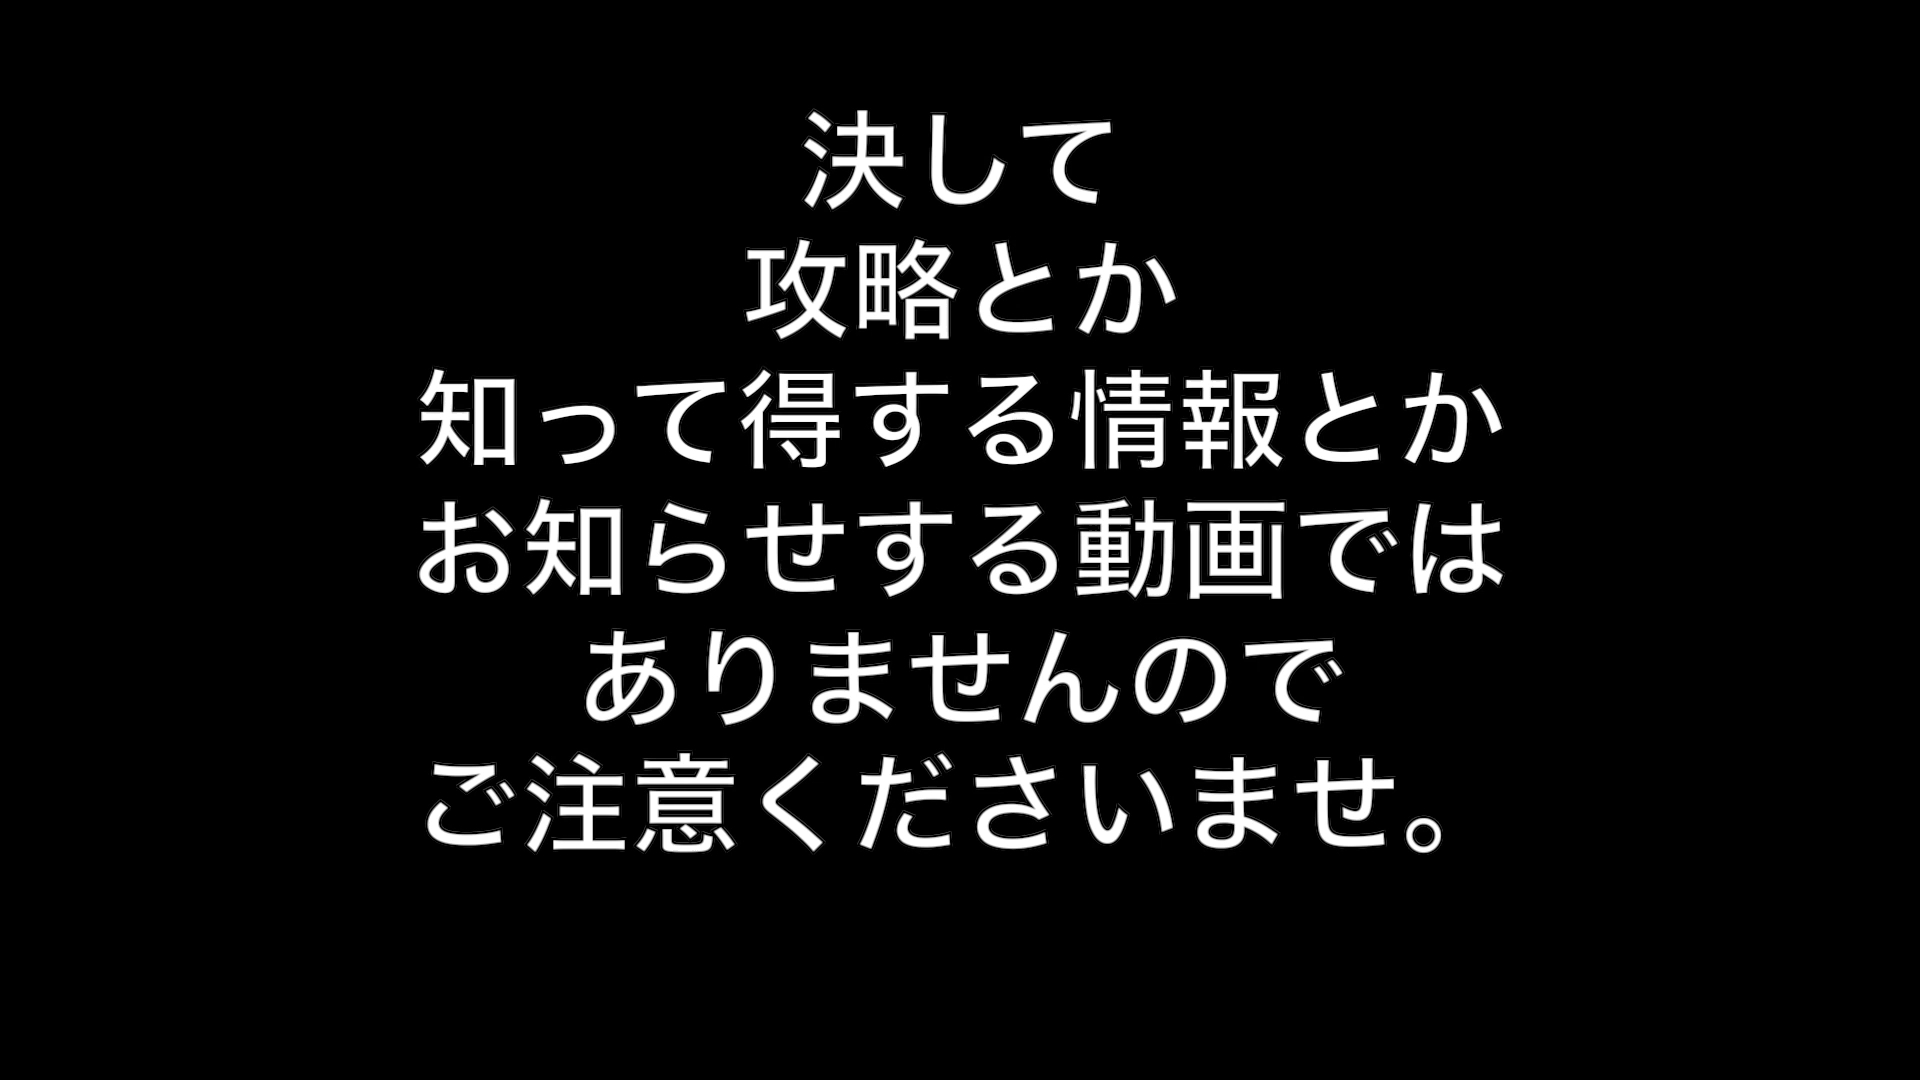 決して
攻略とか
知って得する情報とか
お知らせする動画では
ありませんので
ご注意くださいませ。